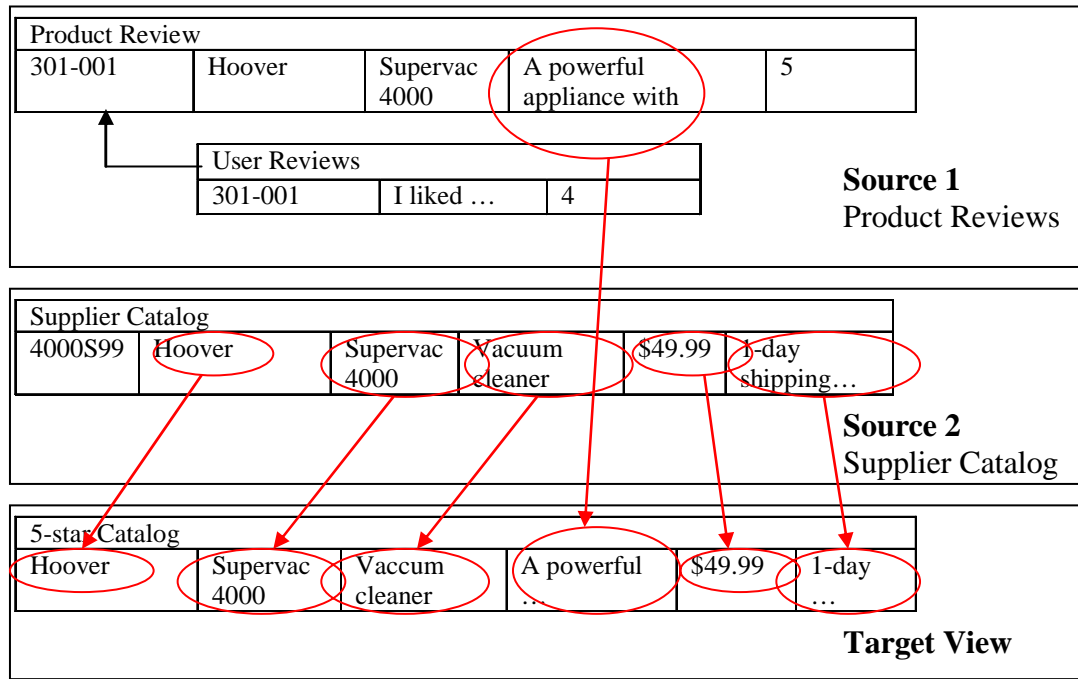 Product Review
301-001 Hoover Supervac A powerful 5
4000 appliance with
User Reviews
301-001 I liked … 4
Source 1
Product Reviews
Supplier Catalog
4000S99 Hoover Supervac Vacuum $49.99 1-day
4000 cleaner shipping…
Source 2
Supplier Catalog
5-star Catalog
Hoover Supervac Vaccum A powerful $49.99 1-day
4000 cleaner … …
Target View